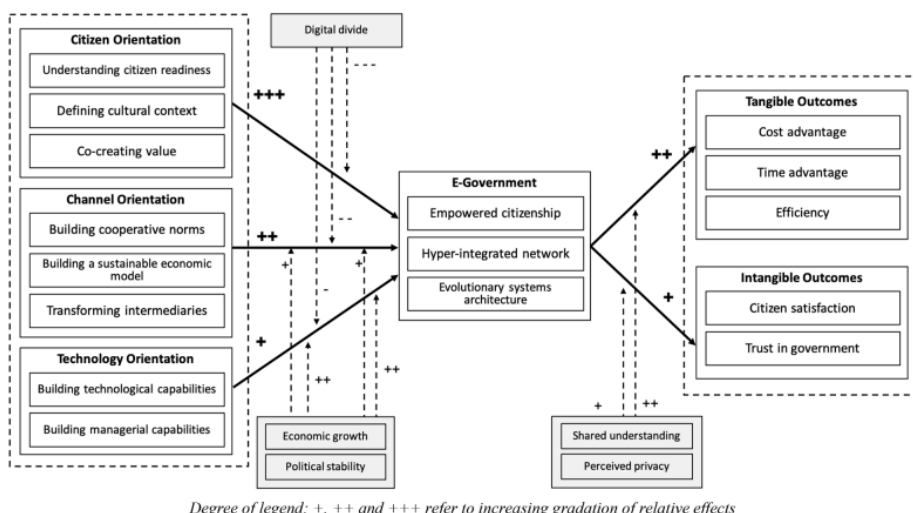 Digital divide
Citizen Orientation
Understanding citizen readiness
Defining cultural context
Co-creating value
Channel Orientation
Building cooperative norms
Building a sustainable economic
model
Transforming intermediaries
Technology Orientation
Building technological capabilities
Building managerial capabilities
+++
++
+
- - -
- -
-
+
+
++
++
E-Government
Empowered citizenship
Hyper-integrated network
Evolutionary systems
architecture
Economic growth
Political stability
++
+
+
++
Shared understanding
Perceived privacy
Tangible Outcomes
Cost advantage
Time advantage
Efficiency
Intangible Outcomes
Citizen satisfaction
Trust in government
Degree of legend: +, ++ and +++ refer to increasing gradation of relative effects